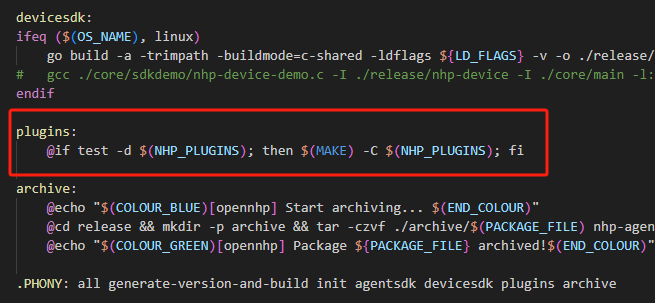 devicesdk:
ifeq ($(OS_NAME), linux)
    go build -a -trimpath -buildmode=c-shared -ldflags ${LD_FLAGS} -v -o ./release/
#   gcc ./core/sdkdemo/nhp-device-demo.c -I ./release/nhp-device -I ./core/main -l:
endif
plugins:
    @if test -d $(NHP_PLUGINS); then $(MAKE) -C $(NHP_PLUGINS); fi
archive:
    @echo "$(COLOUR_BLUE)[opennhp] Start archiving... $(END_COLOUR)"
    @cd release && mkdir -p archive && tar -czvf ./archive/$(PACKAGE_FILE) nhp-agen
    @echo "$(COLOUR_GREEN)[opennhp] Package ${PACKAGE_FILE} archived!$(END_COLOUR)"
.PHONY: all generate-version-and-build init agentsdk devicesdk plugins archive